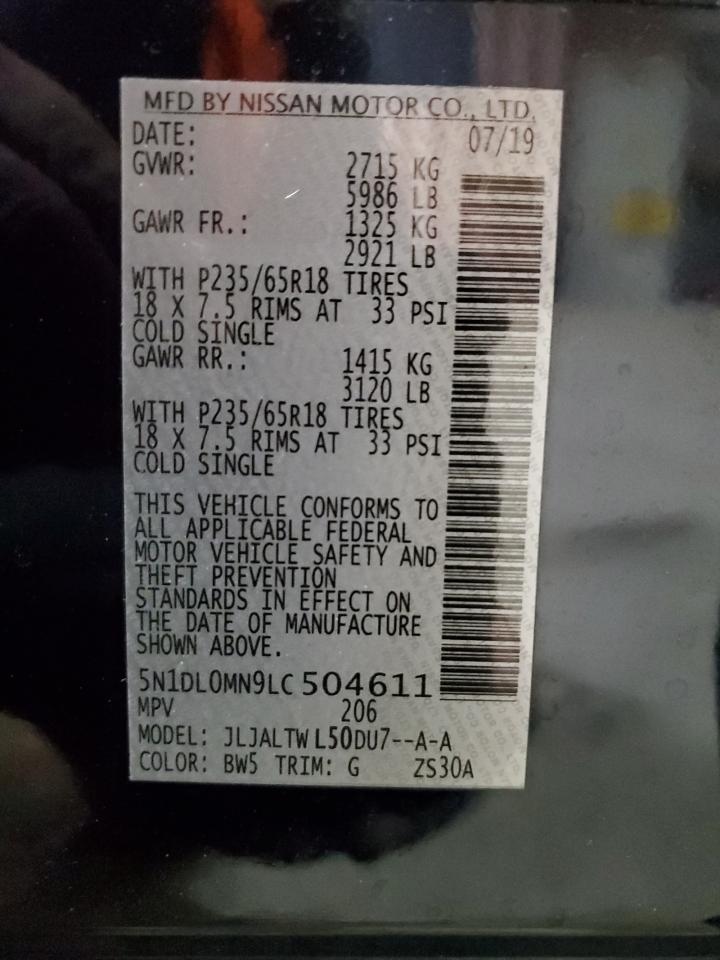 MFD BY NISSAN MOTOR CO., LTD.
DATE: 07/19
GVWR: 2715 KG
5986 LB
GAWR FR.: 1325 KG
2921 LB
WITH P235/65R18 TIRES
18 X 7.5 RIMS AT 33 PSI
COLD SINGLE
GAWR RR.: 1415 KG
3120 LB
WITH P235/65R18 TIRES
18 X 7.5 RIMS AT 33 PSI
COLD SINGLE
THIS VEHICLE CONFORMS TO
ALL APPLICABLE FEDERAL
MOTOR VEHICLE SAFETY AND
THEFT PREVENTION
STANDARDS IN EFFECT ON
THE DATE OF MANUFACTURE
SHOWN ABOVE.
5N1DL0MN9LC504611
MPV 206
MODEL: JLJALTWL50DU7--A-A
COLOR: BW5 TRIM: G ZS30A